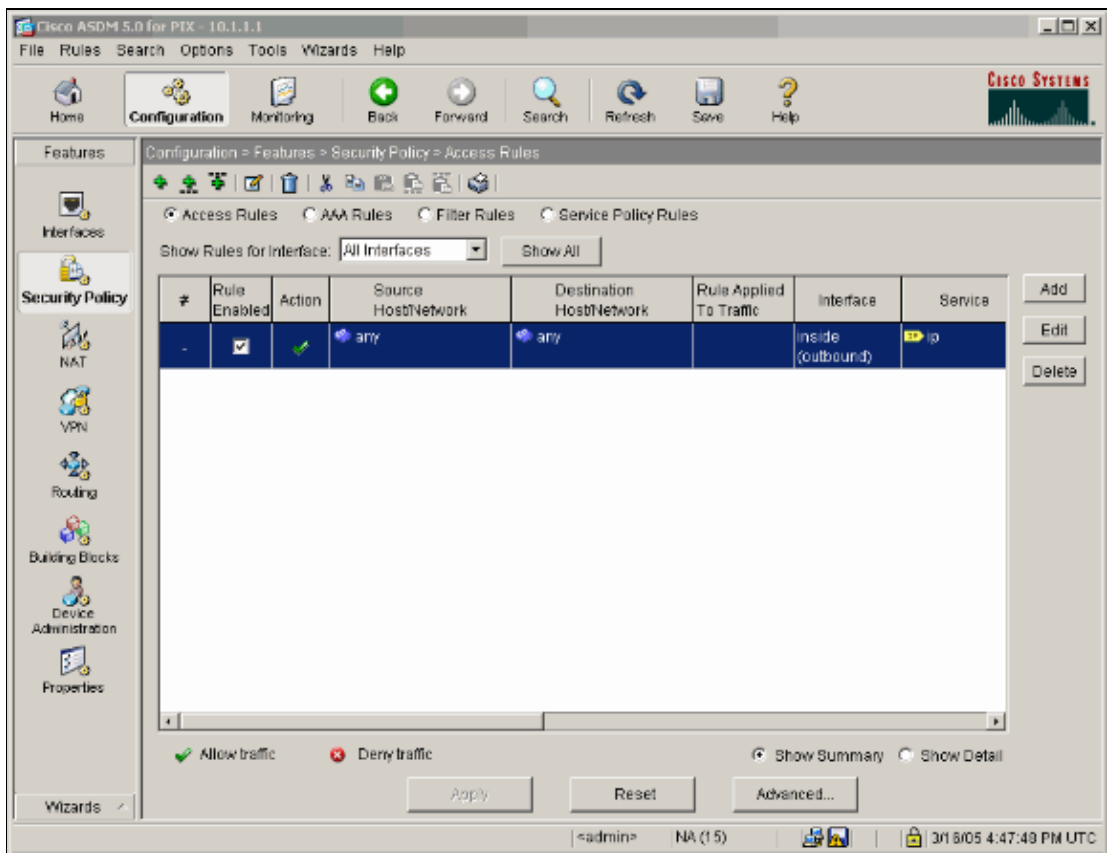 Cisco ASDM 5.0 for PIX - 10.1.1.1
File Rules Search Options Tools Wizards Help
Home Configuration Monitoring Back Forward Search Refresh Save Help
CISCO SYSTEMS
Features
Configuration > Features > Security Policy > Access Rules
Access Rules AAA Rules Filter Rules Service Policy Rules
Show Rules for Interface: All Interfaces Show All
Interfaces
Security Policy
NAT
VPN
Routing
Building Blocks
Device
Administration
Properties
Wizards
# Rule Enabled Action Source Host/Network Destination Host/Network Rule Applied To Traffic Interface Service
- any any inside (outbound) IP ip
Add
Edit
Delete
Allow traffic Deny traffic Show Summary Show Detail
Apply Reset Advanced...
<admin> NA (15) 3/16/05 4:47:48 PM UTC